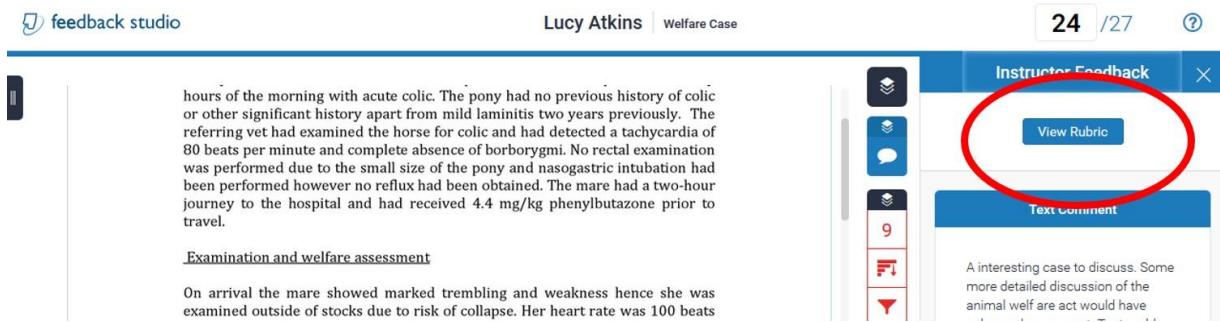 feedback studio
Lucy Atkins Welfare Case
24 /27
?
hours of the morning with acute colic. The pony had no previous history of colic
or other significant history apart from mild laminitis two years previously. The
referring vet had examined the horse for colic and had detected a tachycardia of
80 beats per minute and complete absence of borborygmi. No rectal examination
was performed due to the small size of the pony and nasogastric intubation had
been performed however no reflux had been obtained. The mare had a two-hour
journey to the hospital and had received 4.4 mg/kg phenylbutazone prior to
travel.
Examination and welfare assessment
On arrival the mare showed marked trembling and weakness hence she was
examined outside of stocks due to risk of collapse. Her heart rate was 100 beats
9
Instructor Feedback
View Rubric
Text Comment
A interesting case to discuss. Some
more detailed discussion of the
animal welf are act would have